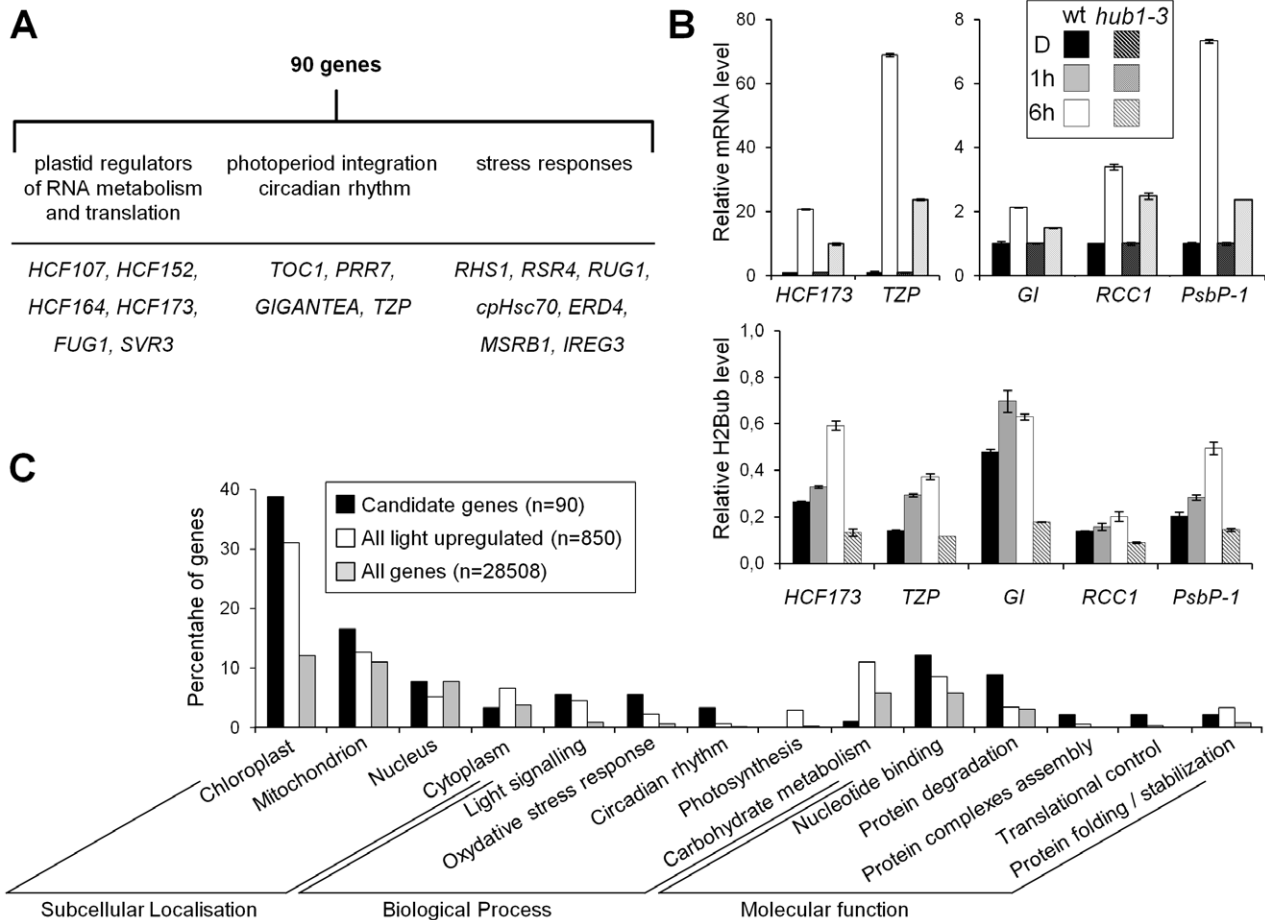 A
90 genes
plastid regulators
of RNA metabolism
and translation
photoperiod integration
circadian rhythm
stress responses
HCF107, HCF152,
HCF164, HCF173,
FUG1, SVR3
TOC1, PRR7,
GIGANTEA, TZP
RHS1, RSR4, RUG1,
cpHsc70, ERD4,
MSRB1, IREG3
B
Relative mRNA level
80
60
40
20
0
HCF173 TZP
8
6
4
2
0
GI RCC1 PsbP-1
wt hub1-3
D
1h
6h
Relative H2Bub level
1,0
0,8
0,6
0,4
0,2
0,0
HCF173 TZP GI RCC1 PsbP-1
C
Percentahe of genes
40
30
20
10
0
Candidate genes (n=90)
All light upregulated (n=850)
All genes (n=28508)
Chloroplast
Mitochondrion
Nucleus
Cytoplasm
Light signalling
Oxydative stress response
Circadian rhythm
Photosynthesis
Carbohydrate metabolism
Nucleotide binding
Protein degradation
Protein complexes assembly
Translational control
Protein folding / stabilization
Subcellular Localisation
Biological Process
Molecular function